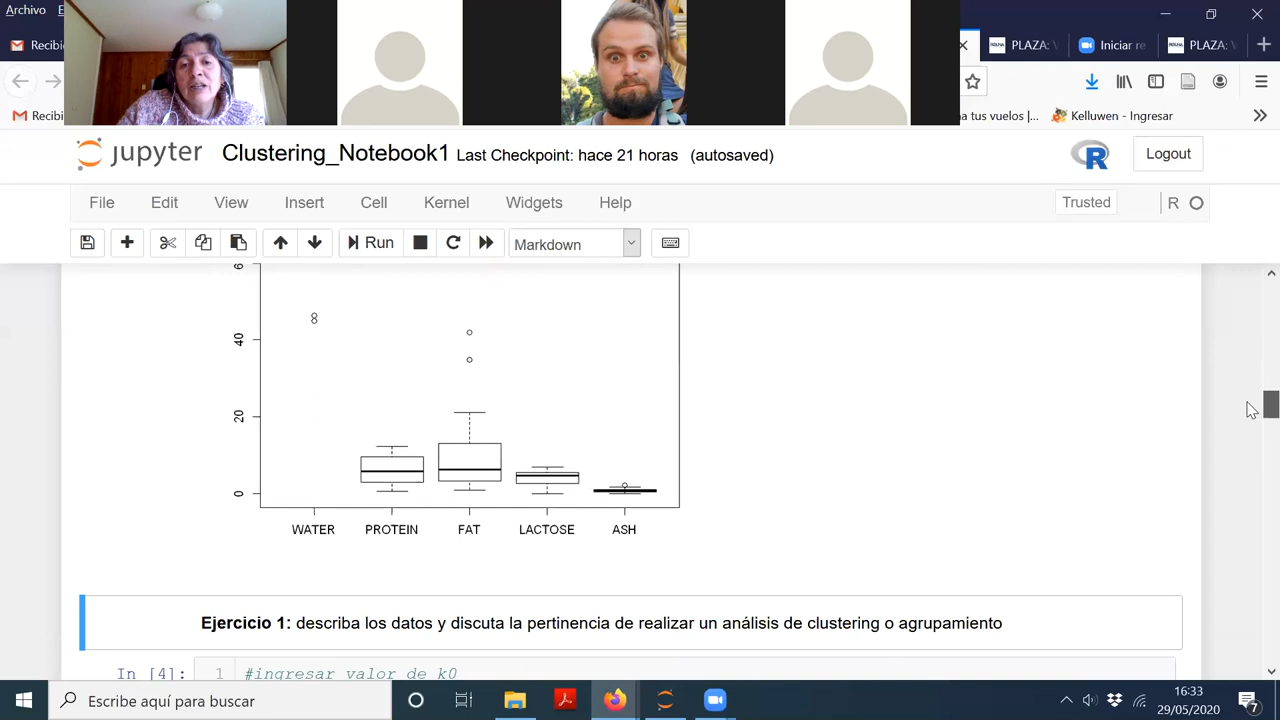 Archivo E
Recibi
PLAZA: V
Iniciar re
PLAZA: V
Recibi
na tus vuelos |...
Kelluwen - Ingresar
jupyter
Clustering_Notebook1 Last Checkpoint: hace 21 horas (autosaved)
R
Logout
File Edit View Insert Cell Kernel Widgets Help
Trusted
R
Run
Markdown
6
40
20
0
WATER PROTEIN FAT LACTOSE ASH
Ejercicio 1: describa los datos y discuta la pertinencia de realizar un análisis de clustering o agrupamiento
In [4]: 1 #ingresar valor de k0
Escribe aquí para buscar
16:33
29/05/2020
7